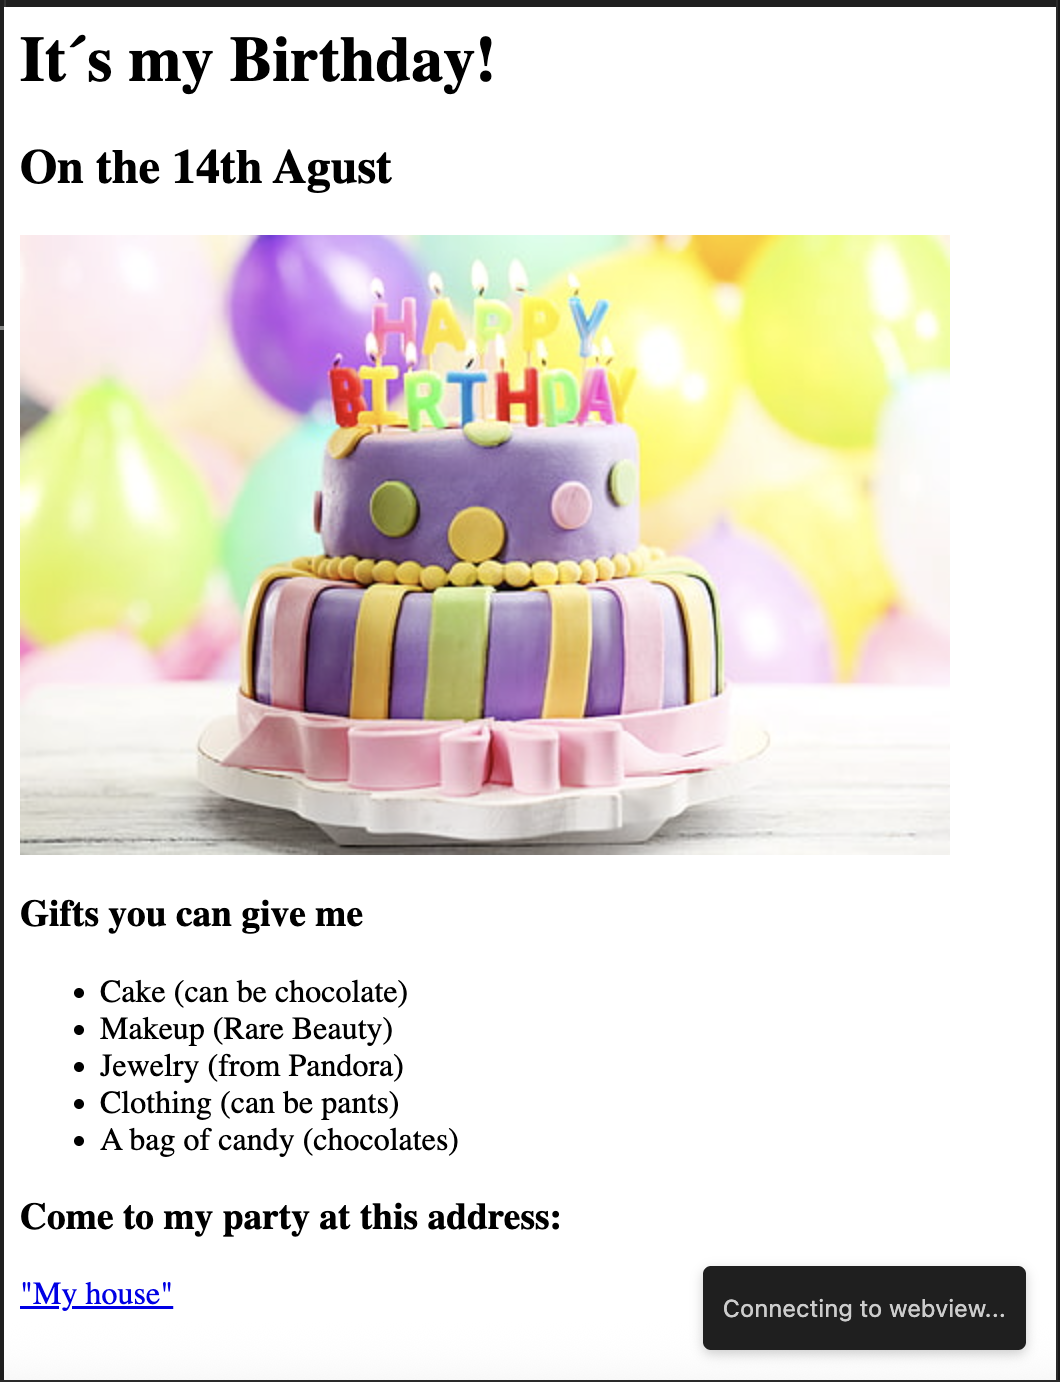 It´s my Birthday!
On the 14th Agust
HAPPY
BIRTHDAY
Gifts you can give me
• Cake (can be chocolate)
• Makeup (Rare Beauty)
• Jewelry (from Pandora)
• Clothing (can be pants)
• A bag of candy (chocolates)
Come to my party at this address:
"My house"
Connecting to webview...